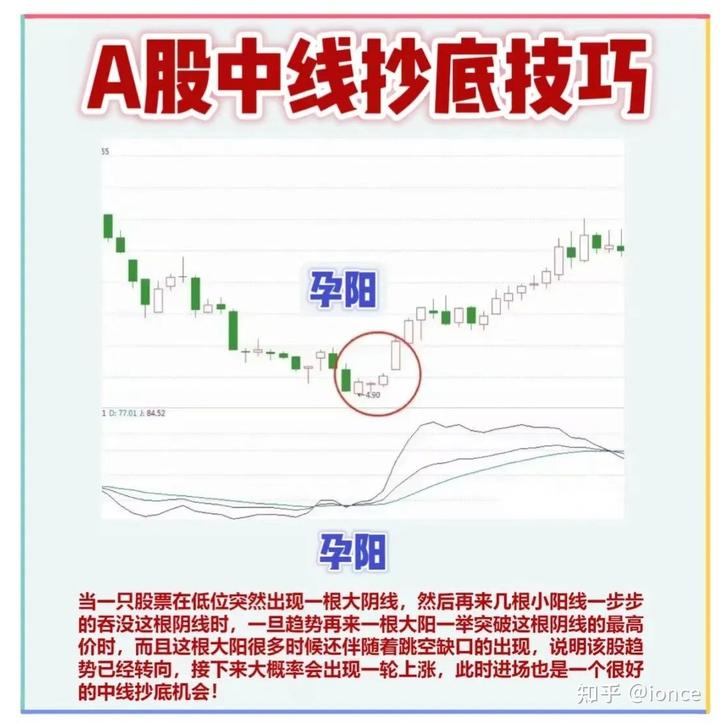 A股中线抄底技巧
55
孕阳
←4.90
1 D: 77.01 J: 84.52
孕阳
当一只股票在低位突然出现一根大阴线，然后再来几根小阳线一步步
的吞没这根阴线时，一旦趋势再来一根大阳一举突破这根阴线的最高
价时，而且这根大阳很多时候还伴随着跳空缺口的出现，说明该股趋
势已经转向，接下来大概率会出现一轮上涨，此时进场也是一个很好
的中线抄底机会！
知乎 @ionce